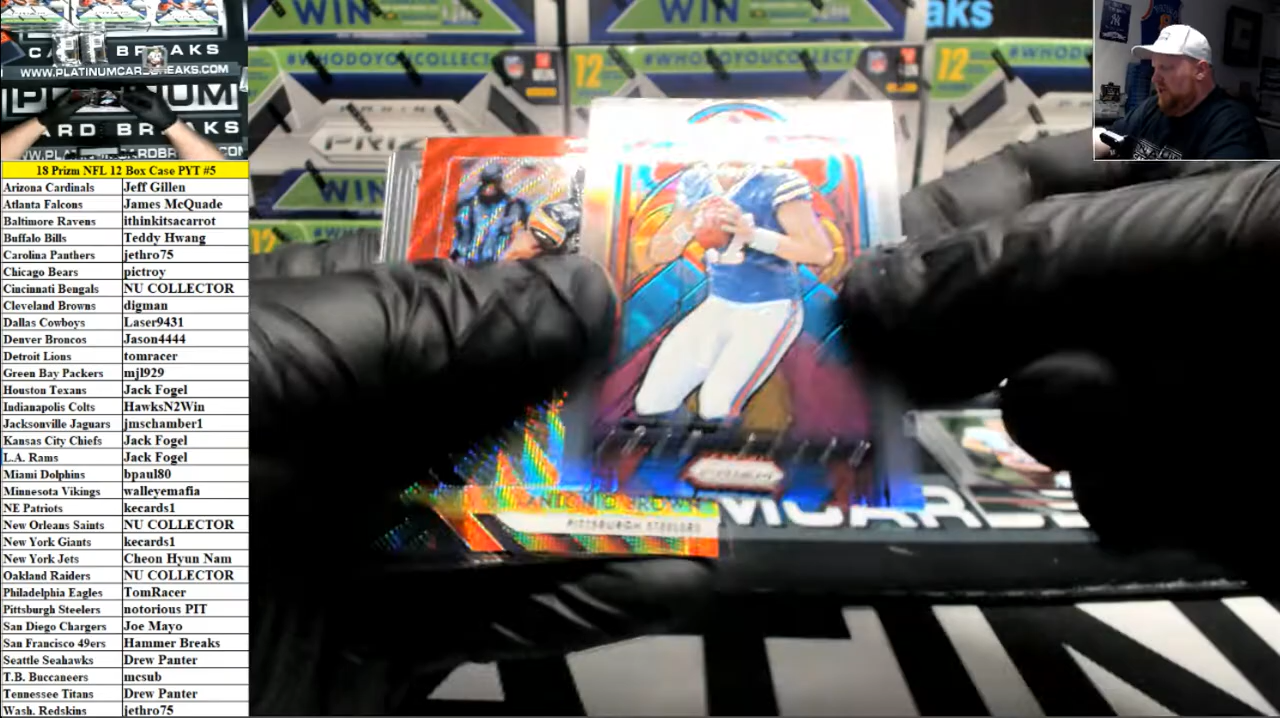 WIN
WIN
aks
#WHODOYOUCOLLECT
12
#WHODOYOUCOLLECT
12
12
CA D BREAKS
WWW.PLATINUMCARDBREAKS.COM
ARD BR AKS
18 Prizm NFL 12 Box Case PYT #5
Arizona Cardinals Jeff Gillen
Atlanta Falcons James McQuade
Baltimore Ravens ithinkitsacarrot
Buffalo Bills Teddy Hwang
Carolina Panthers jethro75
Chicago Bears pictroy
Cincinnati Bengals NU COLLECTOR
Cleveland Browns digman
Dallas Cowboys Laser9431
Denver Broncos Jason4444
Detroit Lions tomracer
Green Bay Packers mjl929
Houston Texans Jack Fogel
Indianapolis Colts HawksN2Win
Jacksonville Jaguars jmschamber1
Kansas City Chiefs Jack Fogel
L.A. Rams Jack Fogel
Miami Dolphins bpaul80
Minnesota Vikings walleyemafia
NE Patriots kecards1
New Orleans Saints NU COLLECTOR
New York Giants kecards1
New York Jets Cheon Hyun Nam
Oakland Raiders NU COLLECTOR
Philadelphia Eagles TomRacer
Pittsburgh Steelers notorious PIT
San Diego Chargers Joe Mayo
San Francisco 49ers Hammer Breaks
Seattle Seahawks Drew Panter
T.B. Buccaneers mcsub
Tennessee Titans Drew Panter
Wash. Redskins jethro75
PITTSBURGH STEELERS